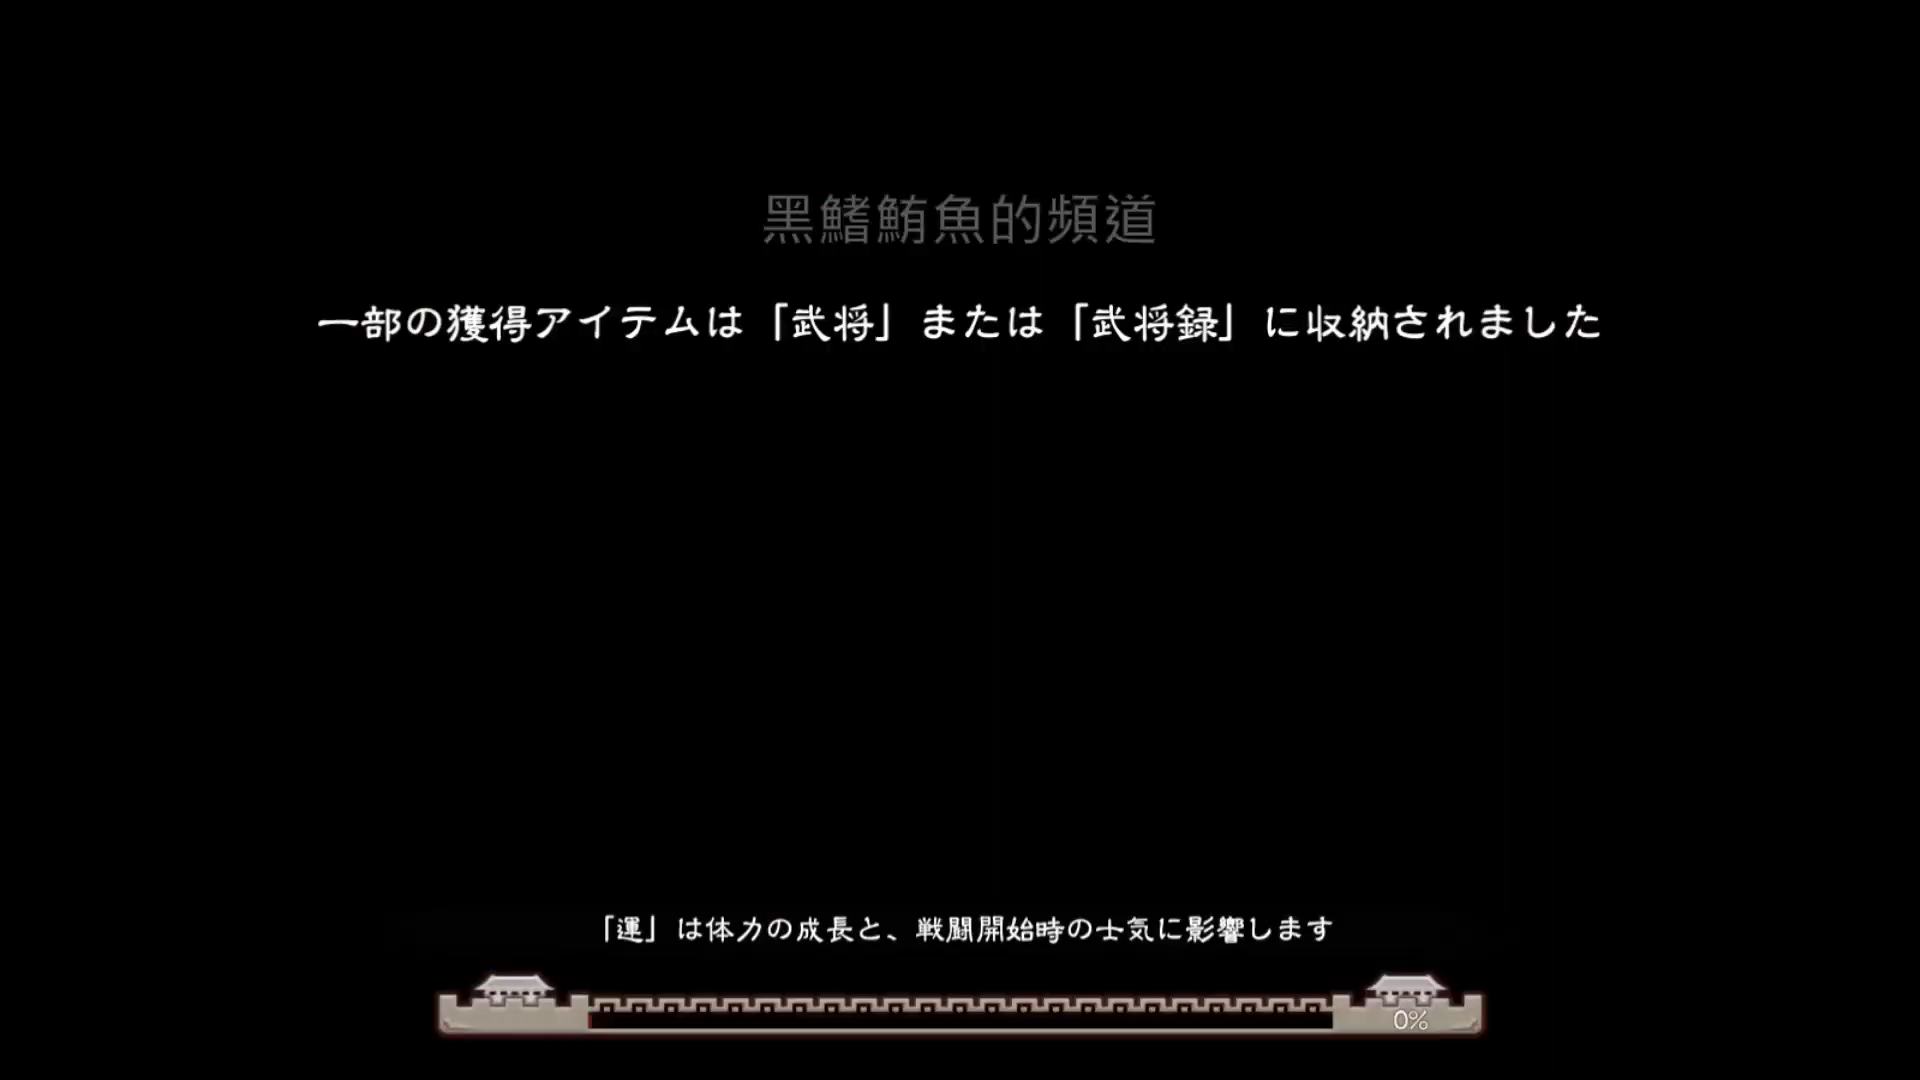 黑鰭鮪魚的頻道
一部の獲得アイテムは「武将」または「武将録」に収納されました
「運」は体力の成長と、戦闘開始時の士気に影響します
0%